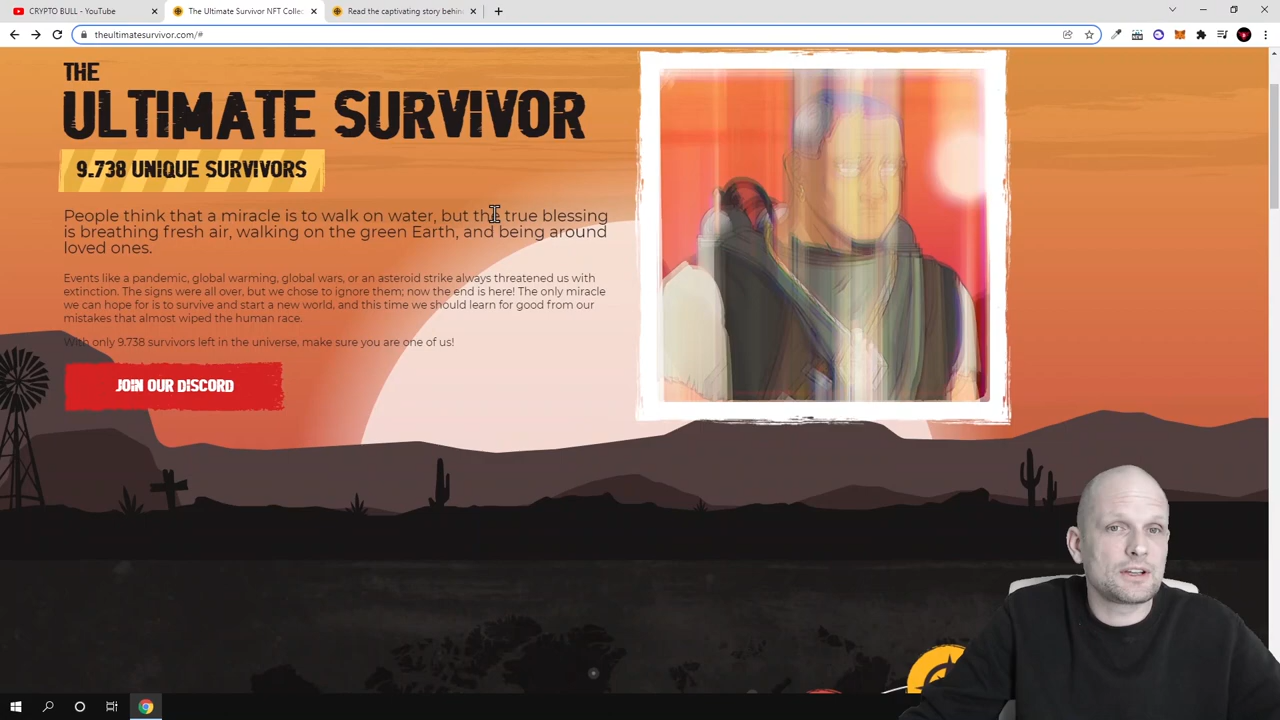 CRYPTO BULL - YouTube
The Ultimate Survivor NFT Collec
Read the captivating story behin
theultimatesurvivor.com/#
THE
ULTIMATE SURVIVOR
9.738 UNIQUE SURVIVORS
People think that a miracle is to walk on water, but the true blessing
is breathing fresh air, walking on the green Earth, and being around
loved ones.
Events like a pandemic, global warming, global wars, or an asteroid strike always threatened us with
extinction. The signs were all over, but we chose to ignore them; now the end is here! The only miracle
we can hope for is to survive and start a new world, and this time we should learn for good from our
mistakes that almost wiped the human race.
With only 9.738 survivors left in the universe, make sure you are one of us!
JOIN OUR DISCORD